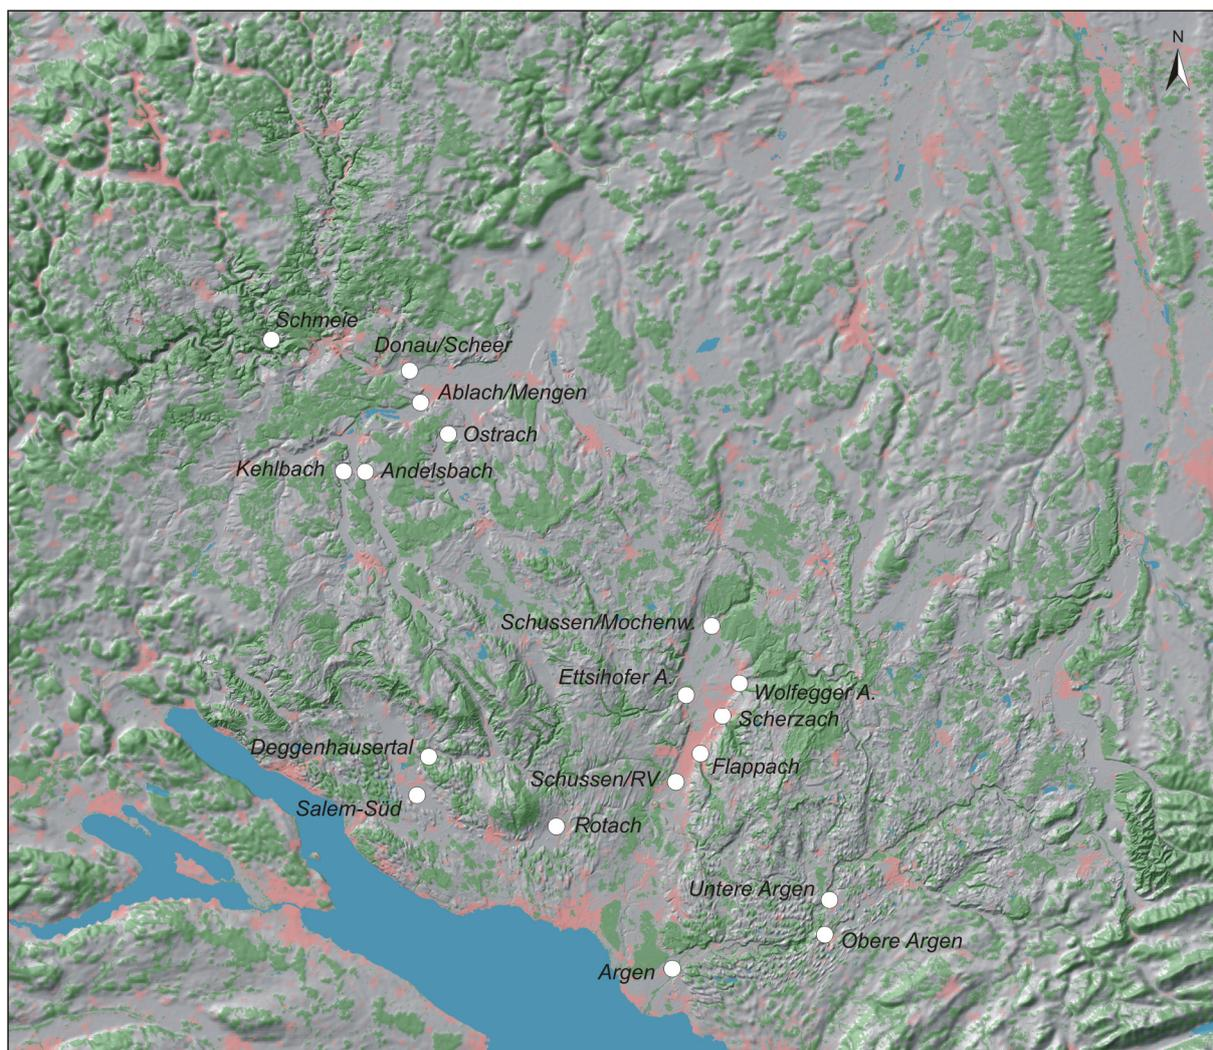 N
Schmeie
Donau/Scheer
Ablach/Mengen
Ostrach
Kehlbach
Andelsbach
Schussen/Mochenw.
Ettsihofer A.
Wolfegger A.
Scherzach
Deggenhausertal
Flappach
Schussen/RV
Salem-Süd
Rotach
Untere Argen
Obere Argen
Argen